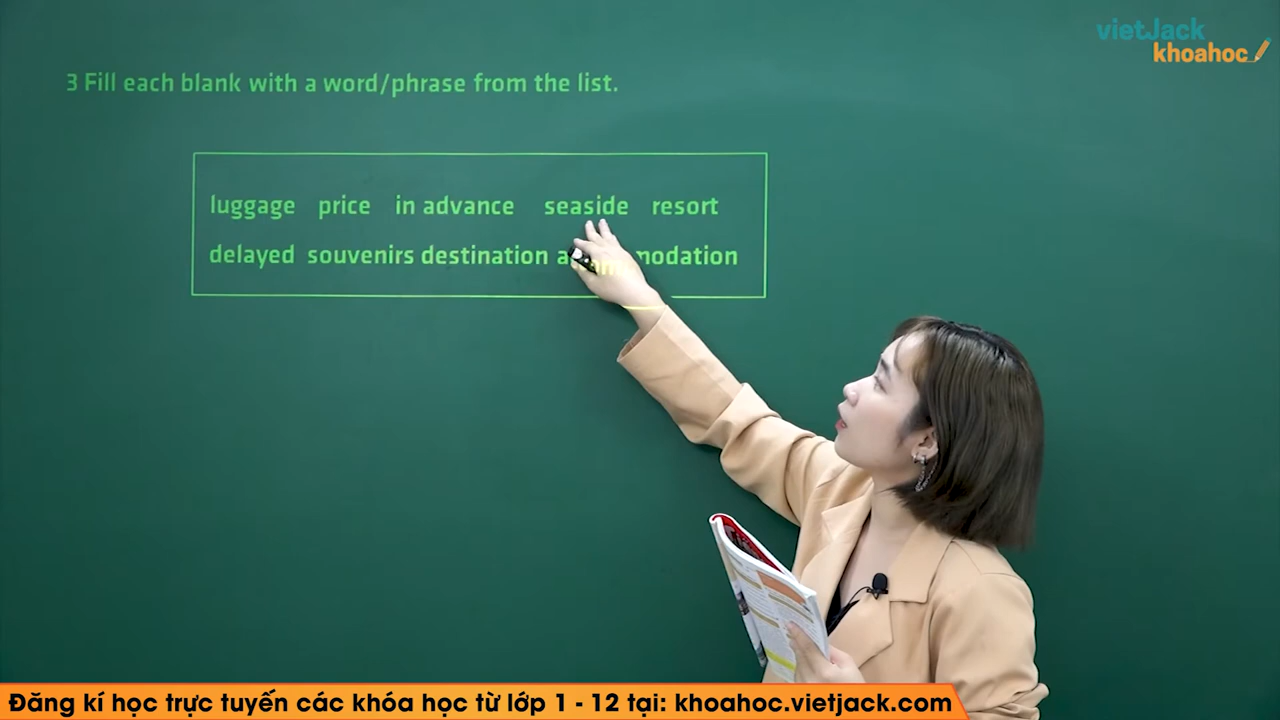 vietJack
khoahoc
3 Fill each blank with a word/phrase from the list.
luggage price in advance seaside resort
delayed souvenirs destination
Đăng kí học trực tuyến các khóa học từ lớp 1 - 12 tại: khoahoc.vietjack.com